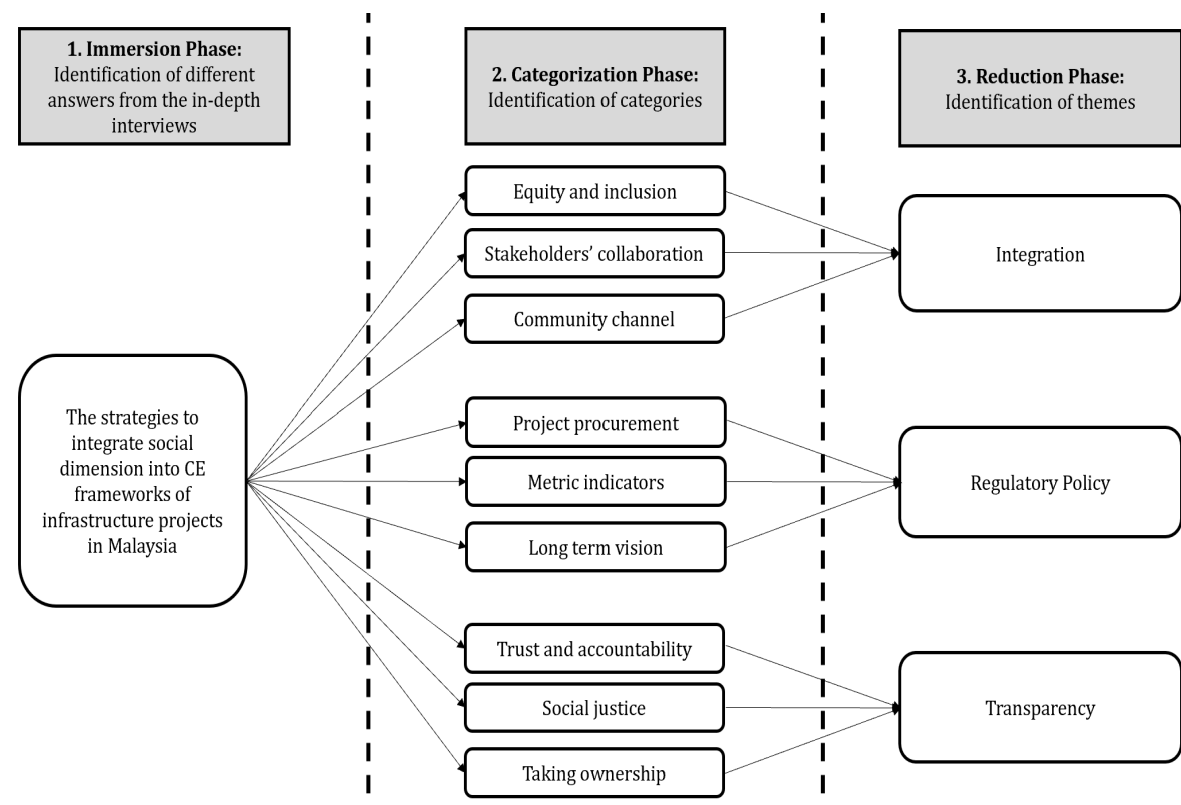 1. Immersion Phase:
Identification of different
answers from the in-depth
interviews
2. Categorization Phase:
Identification of categories
3. Reduction Phase:
Identification of themes
The strategies to
integrate social
dimension into CE
frameworks of
infrastructure projects
in Malaysia
Equity and inclusion
Stakeholders’ collaboration
Community channel
Project procurement
Metric indicators
Long term vision
Trust and accountability
Social justice
Taking ownership
Integration
Regulatory Policy
Transparency